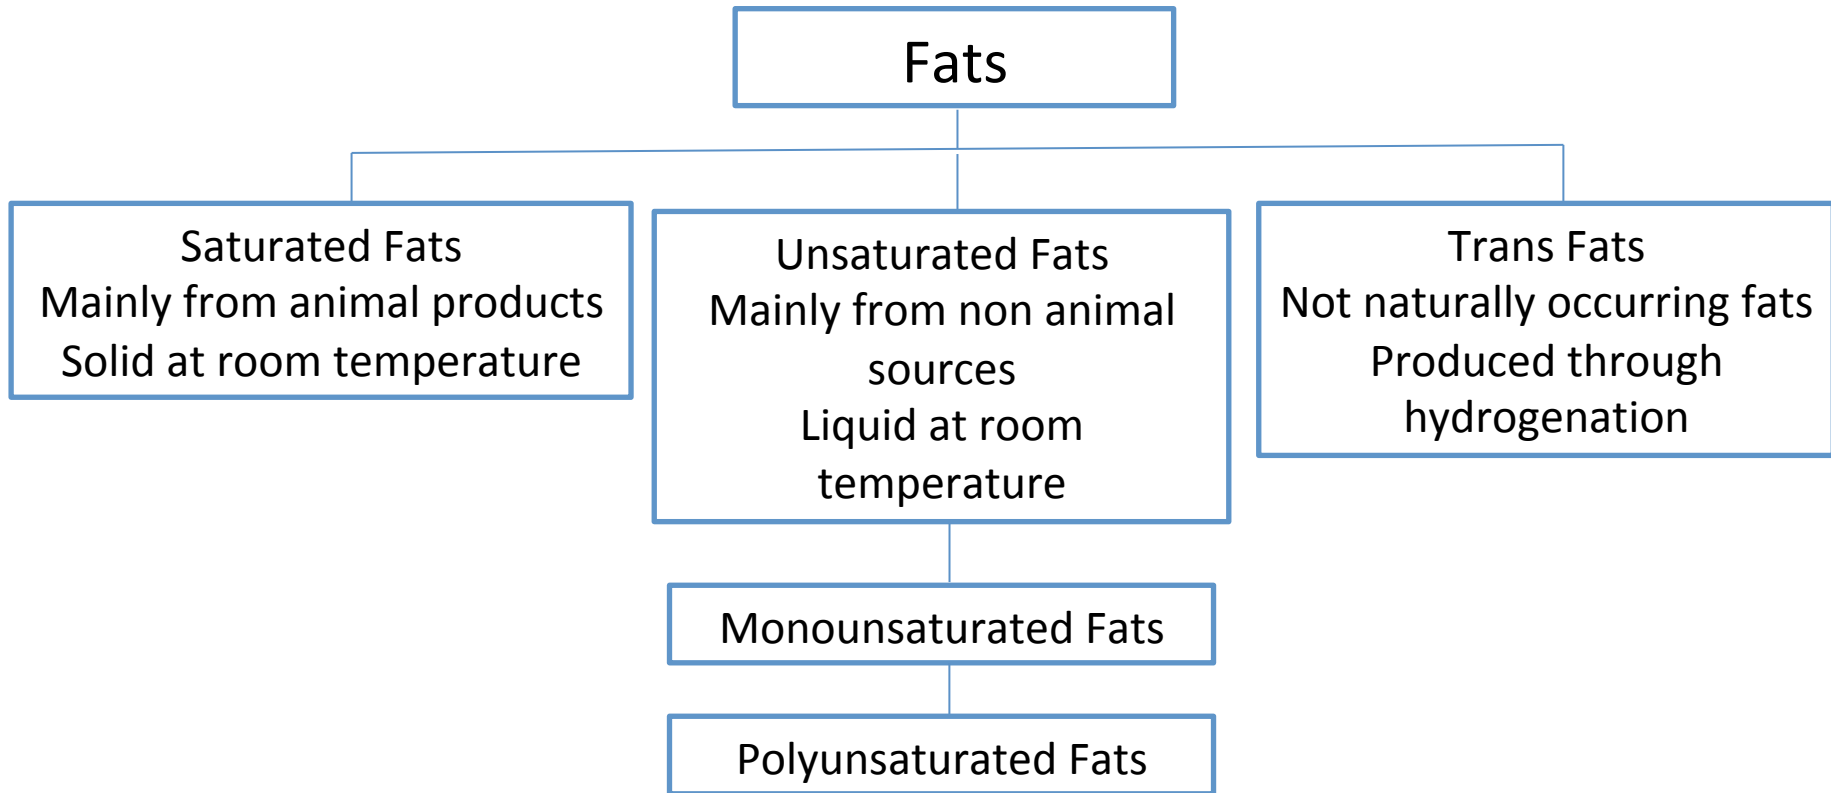 Fats
Saturated Fats
Mainly from animal products
Solid at room temperature
Unsaturated Fats
Mainly from non animal
sources
Liquid at room
temperature
Trans Fats
Not naturally occurring fats
Produced through
hydrogenation
Monounsaturated Fats
Polyunsaturated Fats